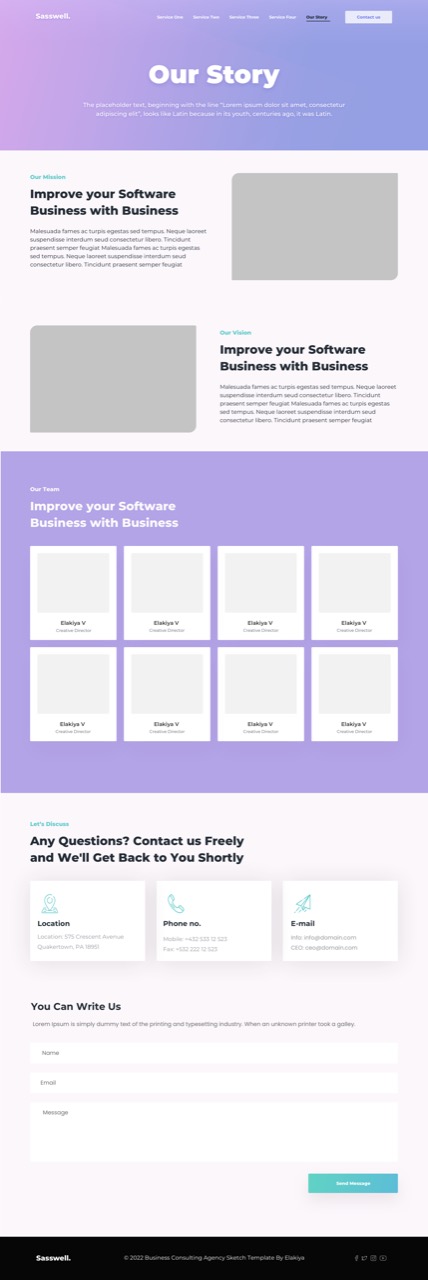 Sasswell.
Service One Service Two Service Three Service Four Our Story Contact us
Our Story
The placeholder text, beginning with the line "Lorem ipsum dolor sit amet, consectetur
adipiscing elit", looks like Latin because in its youth, centuries ago, it was Latin.
Our Mission
Improve your Software
Business with Business
Malesuada fames ac turpis egestas sed tempus. Neque laoreet
suspendisse interdum seud consectetur libero. Tincidunt
praesent semper feugiat Malesuada fames ac turpis egestas
sed tempus. Neque laoreet suspendisse interdum seud
consectetur libero. Tincidunt praesent semper feugiat
Our Vision
Improve your Software
Business with Business
Malesuada fames ac turpis egestas sed tempus. Neque laoreet
suspendisse interdum seud consectetur libero. Tincidunt
praesent semper feugiat Malesuada fames ac turpis egestas
sed tempus. Neque laoreet suspendisse interdum seud
consectetur libero. Tincidunt praesent semper feugiat
Our Team
Improve your Software
Business with Business
Elakiya V Elakiya V Elakiya V Elakiya V
Creative Director Creative Director Creative Director Creative Director
Elakiya V Elakiya V Elakiya V Elakiya V
Creative Director Creative Director Creative Director Creative Director
Let's Discuss
Any Questions? Contact us Freely
and We'll Get Back to You Shortly
Location
Location: 575 Crescent Avenue
Quakertown, PA 18951
Phone no.
Mobile: +432 533 12 523
Fax: +532 222 12 523
E-mail
Info: info@domain.com
CEO: ceo@domain.com
You Can Write Us
Lorem Ipsum is simply dummy text of the printing and typesetting industry. When an unknown printer took a galley.
Name
Email
Message
Send Message
Sasswell.
© 2022 Business Consulting Agency Sketch Template By Elakiya